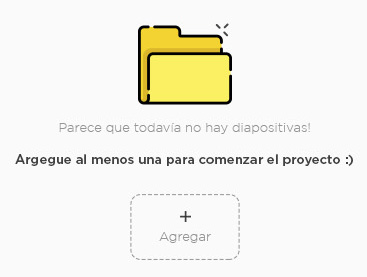 Parece que todavía no hay diapositivas!
Argegue al menos una para comenzar el proyecto :)
+
Agregar